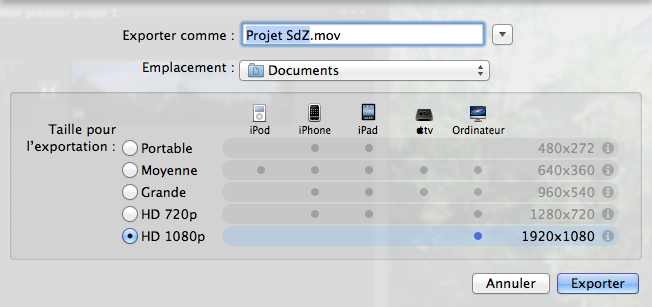 Mon premier projet 1
Exporter comme : Projet SdZ.mov
Emplacement : Documents
iPod iPhone iPad tv Ordinateur
Taille pour
l'exportation :
Portable 480x272
Moyenne 640x360
Grande 960x540
HD 720p 1280x720
HD 1080p 1920x1080
Annuler Exporter